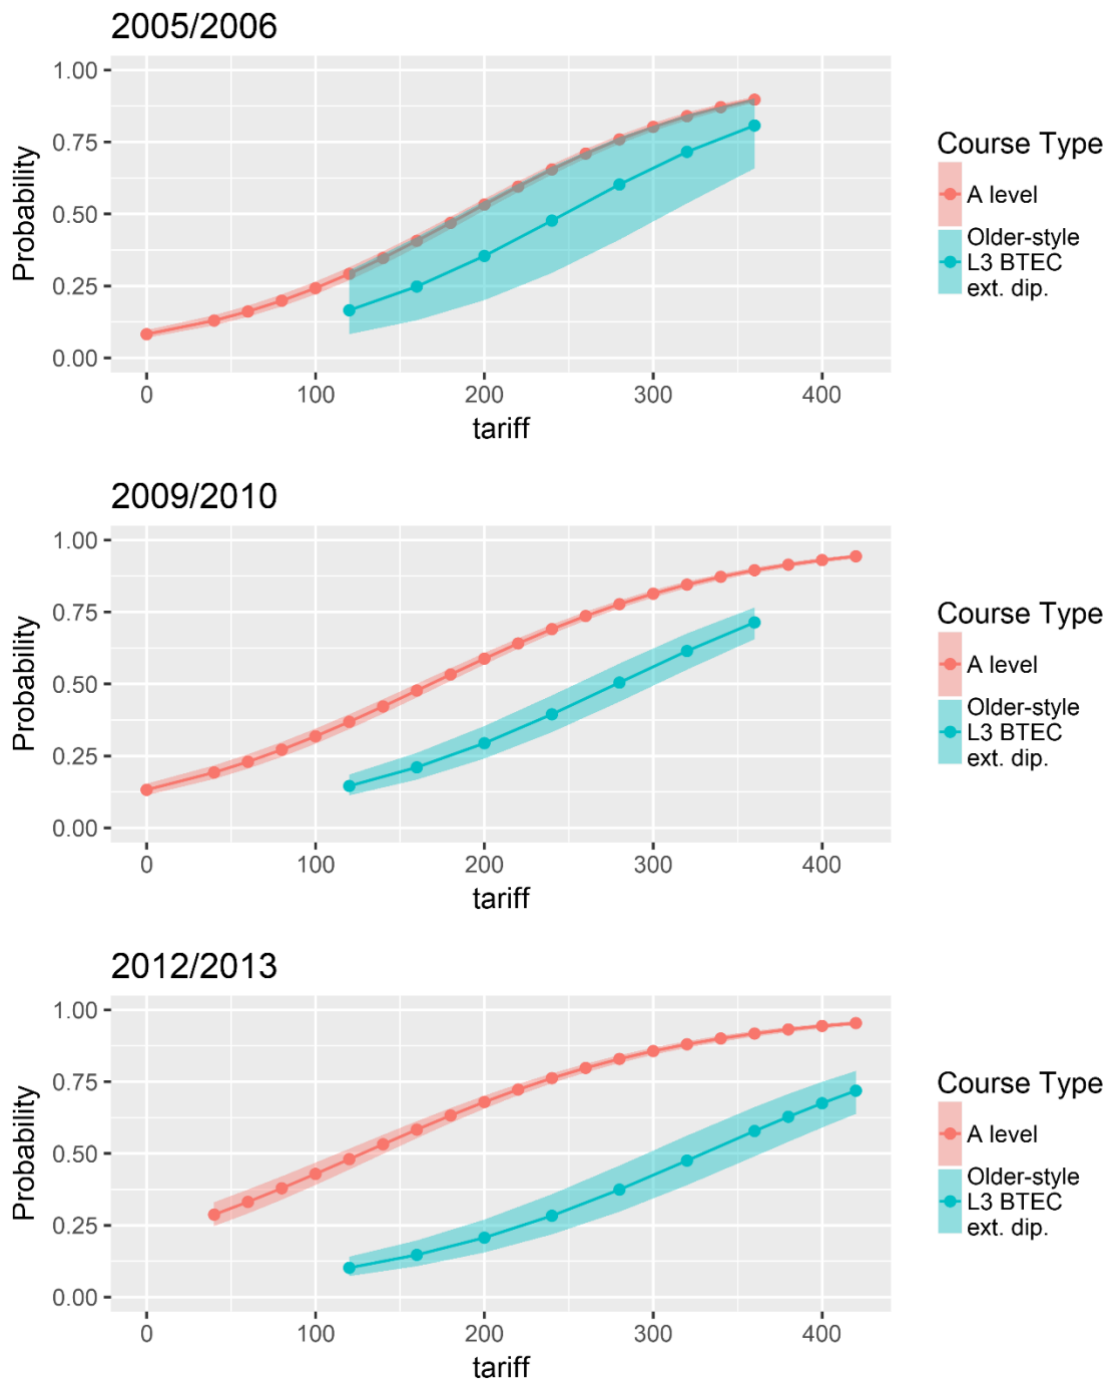 2005/2006
1.00
0.75
0.50
0.25
0.00
Probability
0
100
200
300
400
tariff
Course Type
A level
Older-style
L3 BTEC
ext. dip.
2009/2010
1.00
0.75
0.50
0.25
0.00
Probability
0
100
200
300
400
tariff
Course Type
A level
Older-style
L3 BTEC
ext. dip.
2012/2013
1.00
0.75
0.50
0.25
0.00
Probability
0
100
200
300
400
tariff
Course Type
A level
Older-style
L3 BTEC
ext. dip.